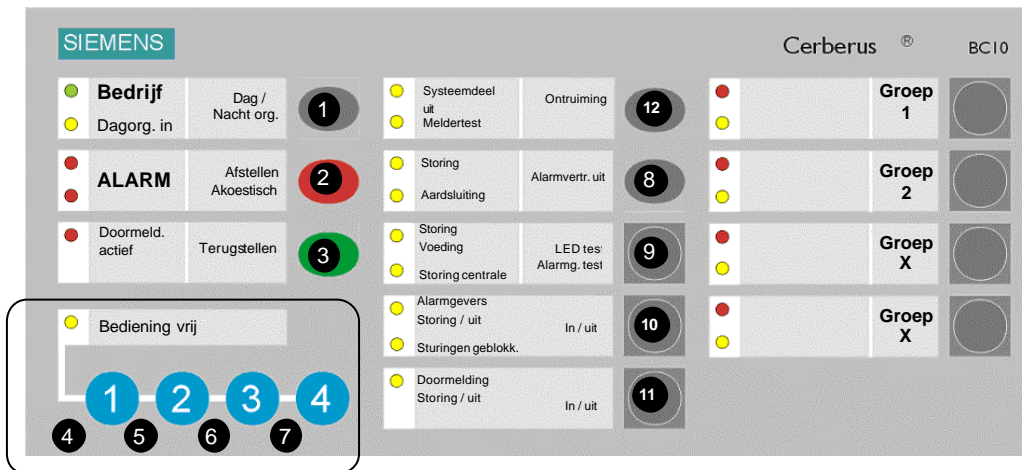 SIEMENS
Cerberus ®
BC10
Bedrijf
Dagorg. in
Dag /
Nacht org.
1
ALARM
Afstellen
Akoestisch
2
Doormeld.
actief
Terugstellen
3
Bediening vrij
1 2 3 4
4 5 6 7
Systeemdeel
uit
Meldertest
Ontruiming
12
Storing
Aardsluiting
Alarmvertr. uit
8
Storing
Voeding
Storing centrale
LED tes
Alarmg. test
9
Alarmgevers
Storing / uit
Sturingen geblokk.
In / uit
10
Doormelding
Storing / uit
In / uit
11
Groep
1
Groep
2
Groep
X
Groep
X